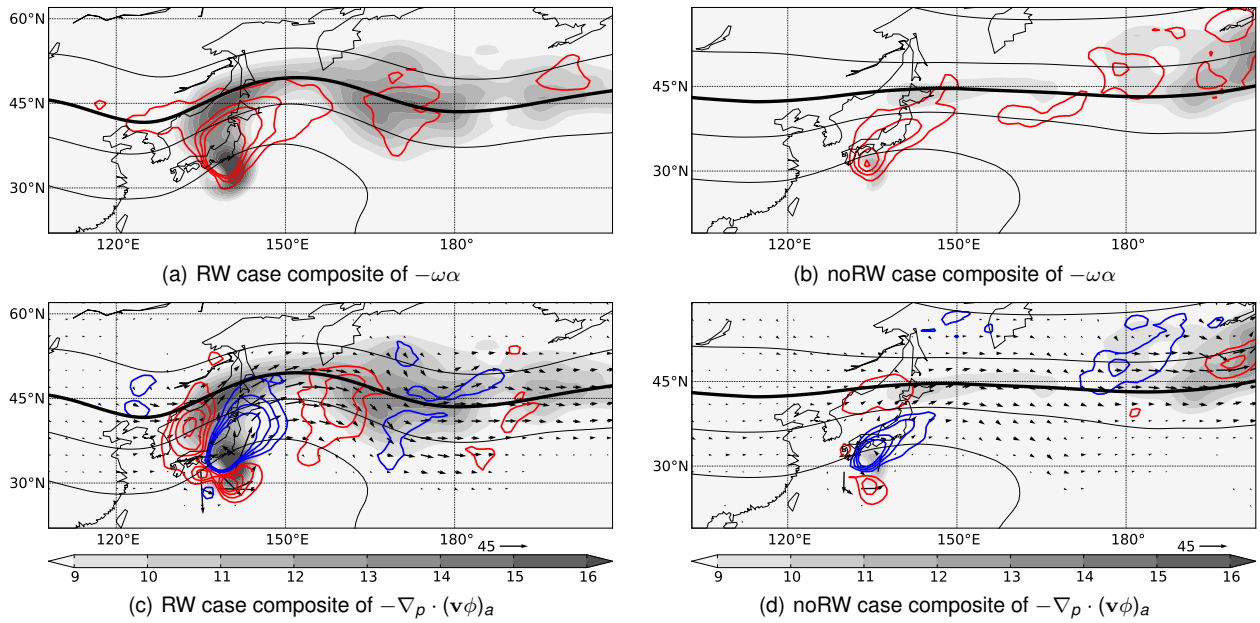 60°N
45°N
30°N
120°E 150°E 180°
(a) RW case composite of −ωα
45°N
30°N
120°E 150°E 180°
(b) noRW case composite of −ωα
60°N
45°N
30°N
120°E 150°E 180°
45
9 10 11 12 13 14 15 16
(c) RW case composite of −∇p · (vϕ)a
45°N
30°N
120°E 150°E 180°
45
9 10 11 12 13 14 15 16
(d) noRW case composite of −∇p · (vϕ)a